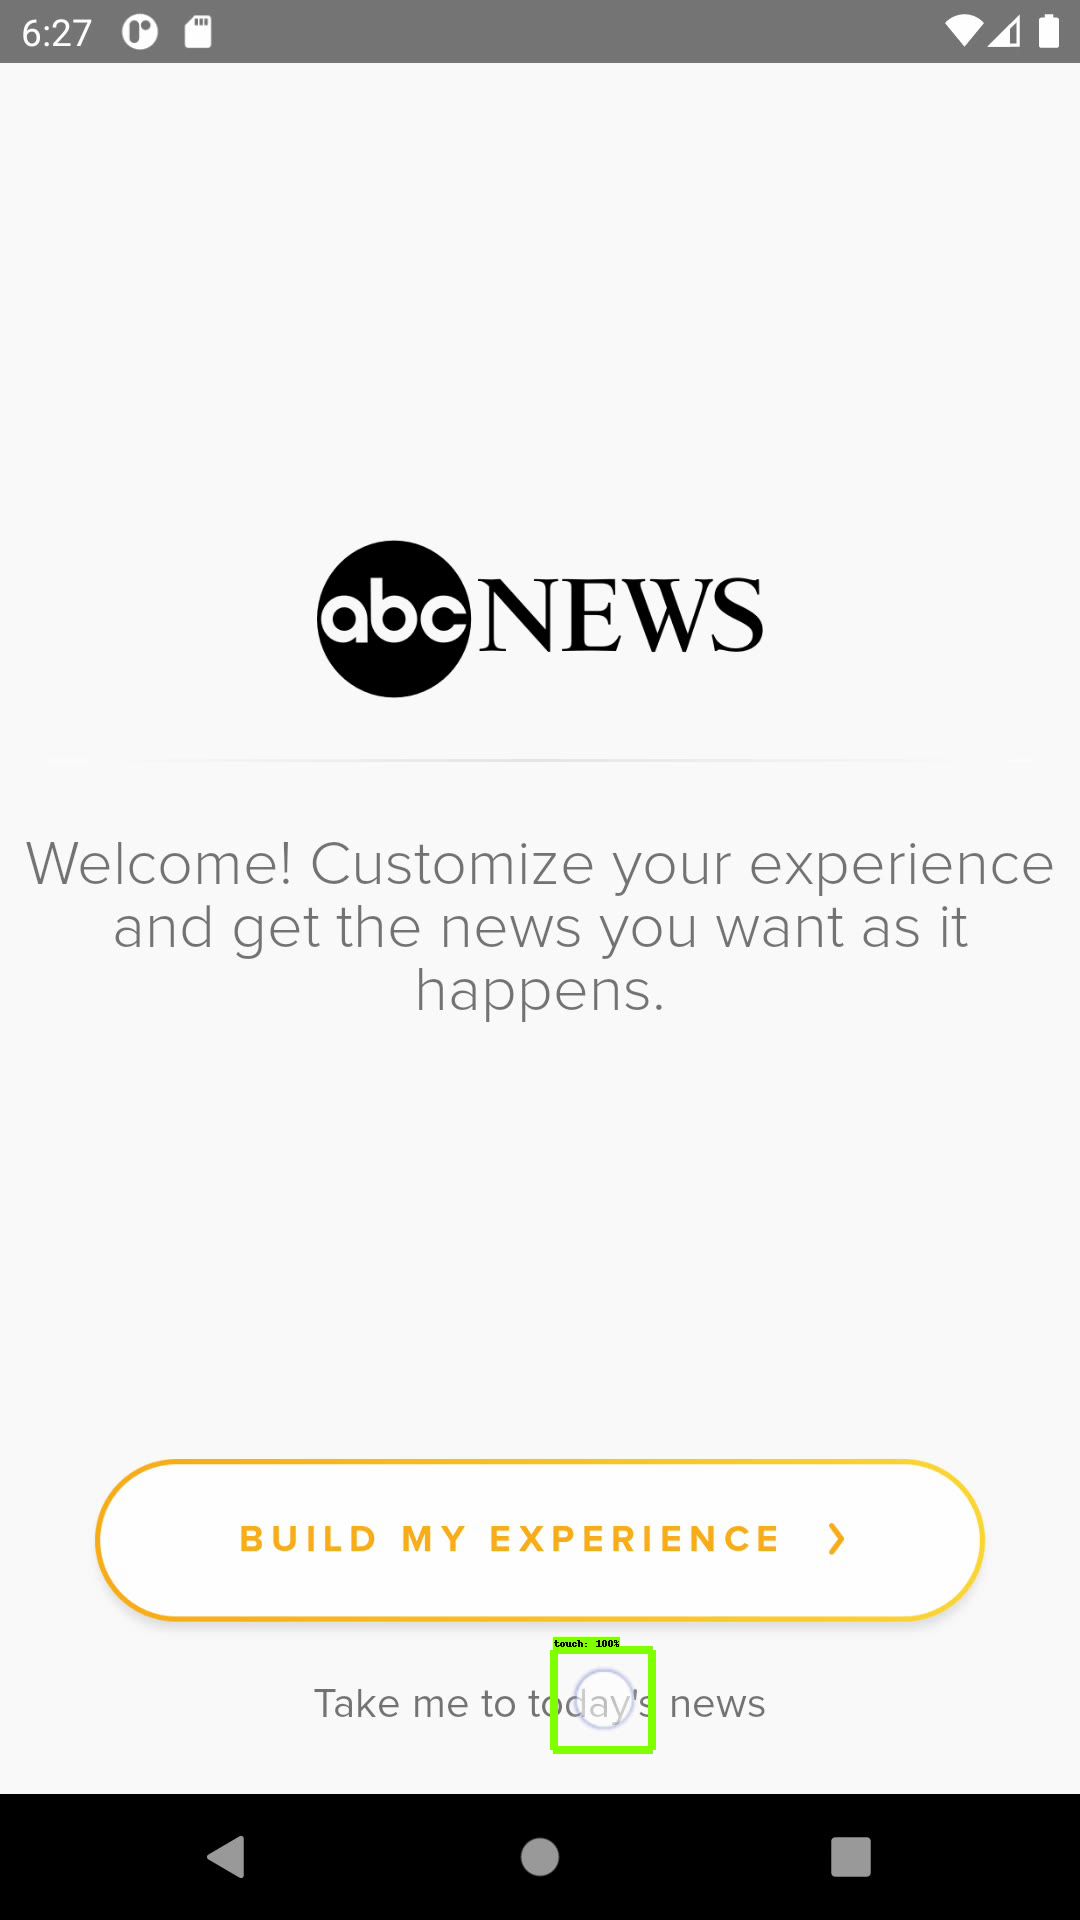 6:27
abc NEWS
Welcome! Customize your experience
and get the news you want as it
happens.
BUILD MY EXPERIENCE
touch: 100%
Take me to today's news